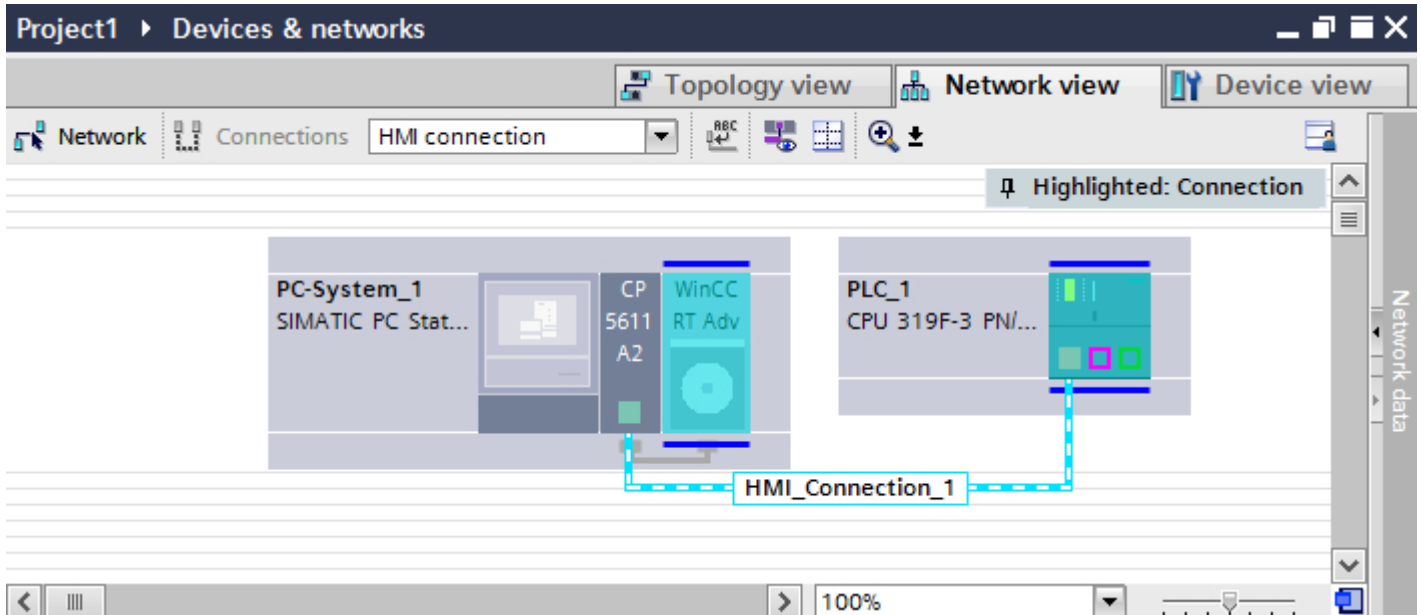 Project1 ▸ Devices & networks
Topology view
Network view
Device view
Network
Connections
HMI connection
ABC
Highlighted: Connection
PC-System_1
SIMATIC PC Stat...
CP
5611
A2
WinCC
RT Adv
PLC_1
CPU 319F-3 PN/...
HMI_Connection_1
Network data
100%